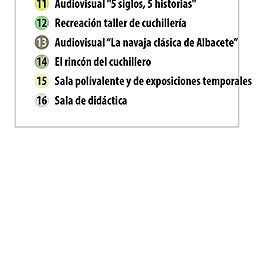 11 Audiovisual "5 siglos, 5 historias"
12 Recreación taller de cuchillería
13 Audiovisual “La navaja clásica de Albacete”
14 El rincón del cuchillero
15 Sala polivalente y de exposiciones temporales
16 Sala de didáctica